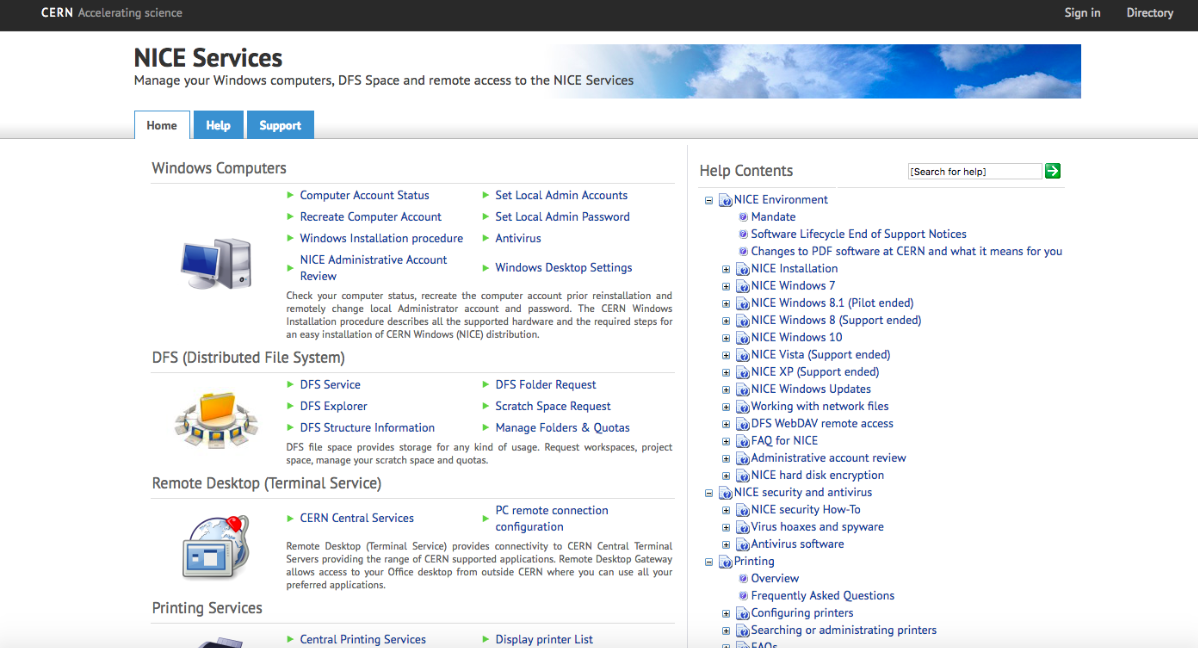 CERN Accelerating science
Sign in
Directory
NICE Services
Manage your Windows computers, DFS Space and remote access to the NICE Services
Home
Help
Support
Windows Computers
Computer Account Status
Set Local Admin Accounts
Recreate Computer Account
Set Local Admin Password
Windows Installation procedure
Antivirus
NICE Administrative Account
Review
Windows Desktop Settings
Check your computer status, recreate the computer account prior reinstallation and
remotely change local Administrator account and password. The CERN Windows
Installation procedure describes all the supported hardware and the required steps for
an easy installation of CERN Windows (NICE) distribution.
DFS (Distributed File System)
DFS Service
DFS Folder Request
DFS Explorer
Scratch Space Request
DFS Structure Information
Manage Folders & Quotas
DFS file space provides storage for any kind of usage. Request workspaces, project
space, manage your scratch space and quotas.
Remote Desktop (Terminal Service)
CERN Central Services
PC remote connection
configuration
Remote Desktop (Terminal Service) provides connectivity to CERN Central Terminal
Servers providing the range of CERN supported applications. Remote Desktop Gateway
allows access to your Office desktop from outside CERN where you can use all your
preferred applications.
Printing Services
Central Printing Services
Display printer List
Help Contents
[Search for help]
NICE Environment
Mandate
Software Lifecycle End of Support Notices
Changes to PDF software at CERN and what it means for you
NICE Installation
NICE Windows 7
NICE Windows 8.1 (Pilot ended)
NICE Windows 8 (Support ended)
NICE Windows 10
NICE Vista (Support ended)
NICE XP (Support ended)
NICE Windows Updates
Working with network files
DFS WebDAV remote access
FAQ for NICE
Administrative account review
NICE hard disk encryption
NICE security and antivirus
NICE security How-To
Virus hoaxes and spyware
Antivirus software
Printing
Overview
Frequently Asked Questions
Configuring printers
Searching or administrating printers
FAQs